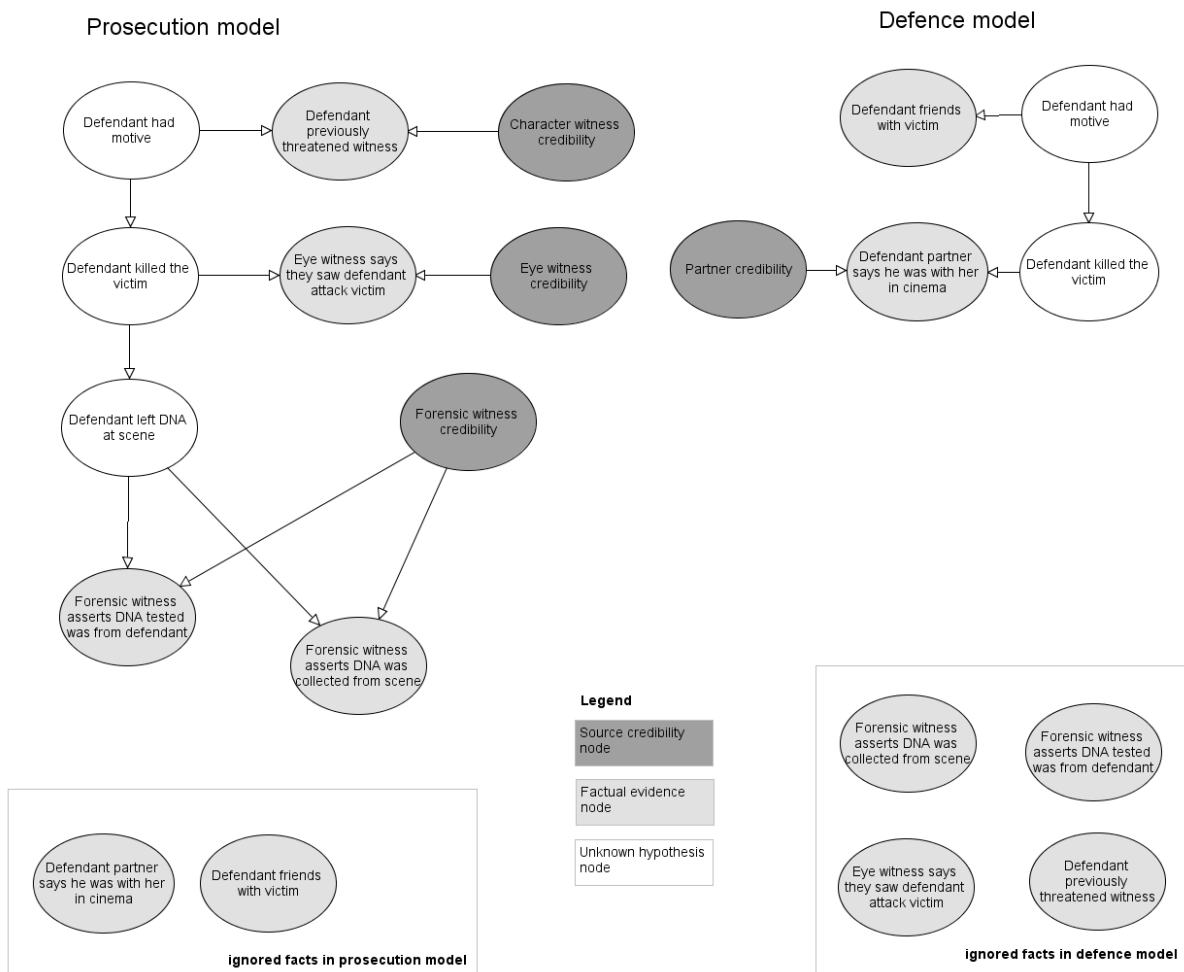 Prosecution model
Defence model
Defendant had
motive
Defendant
previously
threatened witness
Character witness
credibility
Defendant friends
with victim
Defendant had
motive
Defendant killed the
victim
Eye witness says
they saw defendant
attack victim
Eye witness
credibility
Partner credibility
Defendant partner
says he was with her
in cinema
Defendant killed the
victim
Defendant left DNA
at scene
Forensic witness
credibility
Forensic witness
asserts DNA tested
was from defendant
Forensic witness
asserts DNA was
collected from scene
Legend
Source credibility
node
Factual evidence
node
Unknown hypothesis
node
Defendant partner
says he was with her
in cinema
Defendant friends
with victim
ignored facts in prosecution model
Forensic witness
asserts DNA was
collected from scene
Forensic witness
asserts DNA tested
was from defendant
Eye witness says
they saw defendant
attack victim
Defendant
previously
threatened witness
ignored facts in defence model